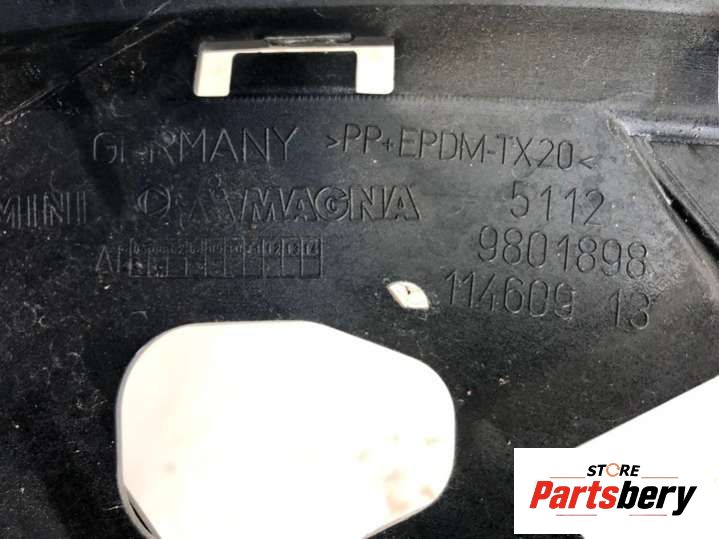 GERMANY >PP+EPDM-TX20<
MINI MAGNA 5112
9801898
114609 13
STORE
Partsbery